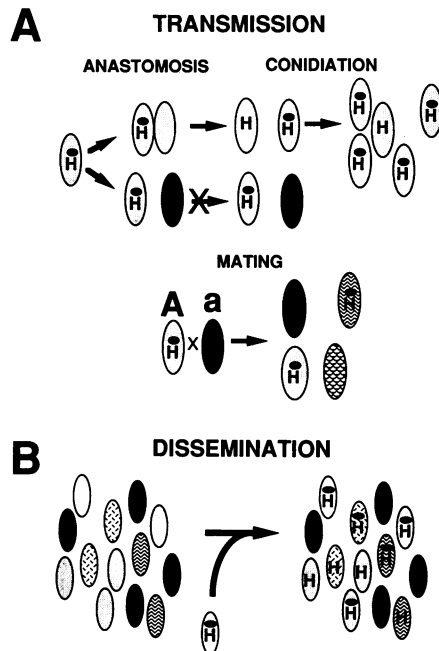 A TRANSMISSION
ANASTOMOSIS CONIDIATION
H H H H H H
H H H
H H H
X
MATING
A a
H x H
H
B DISSEMINATION
H
H H
H H H H
H H H